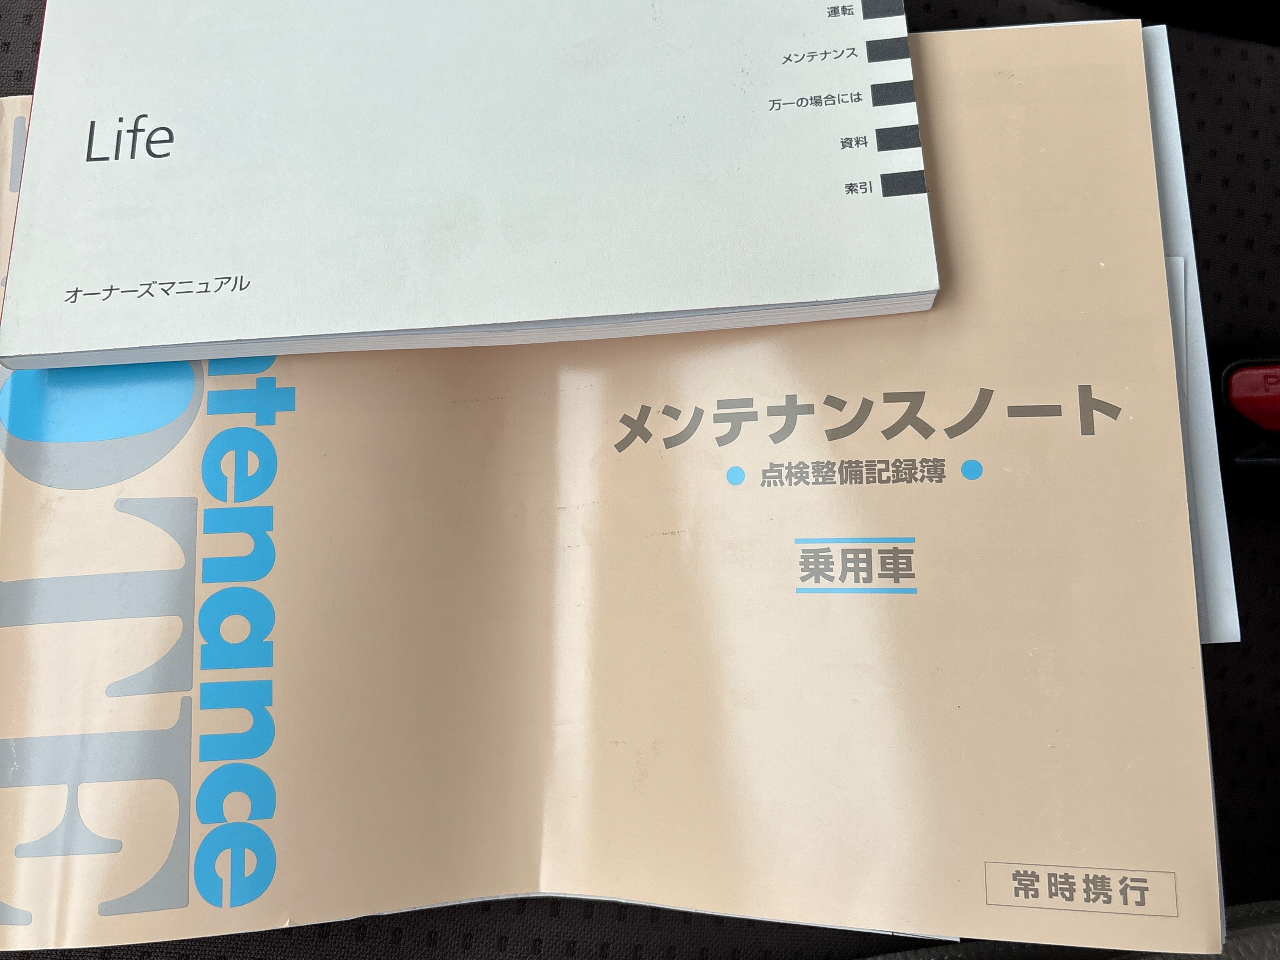 運転
メンテナンス
万一の場合には
資料
索引
Life
オーナーズマニュアル
メンテナンスノート
● 点検整備記録簿 ●
乗用車
常時携行
ntenance
OTE